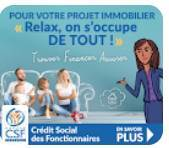 POUR VOTRE PROJET IMMOBILIER
« Relax, on s'occupe
DE TOUT ! »
Trouver Financer Assurer
CSF
Crédit Social
des Fonctionnaires
EN SAVOIR
PLUS >